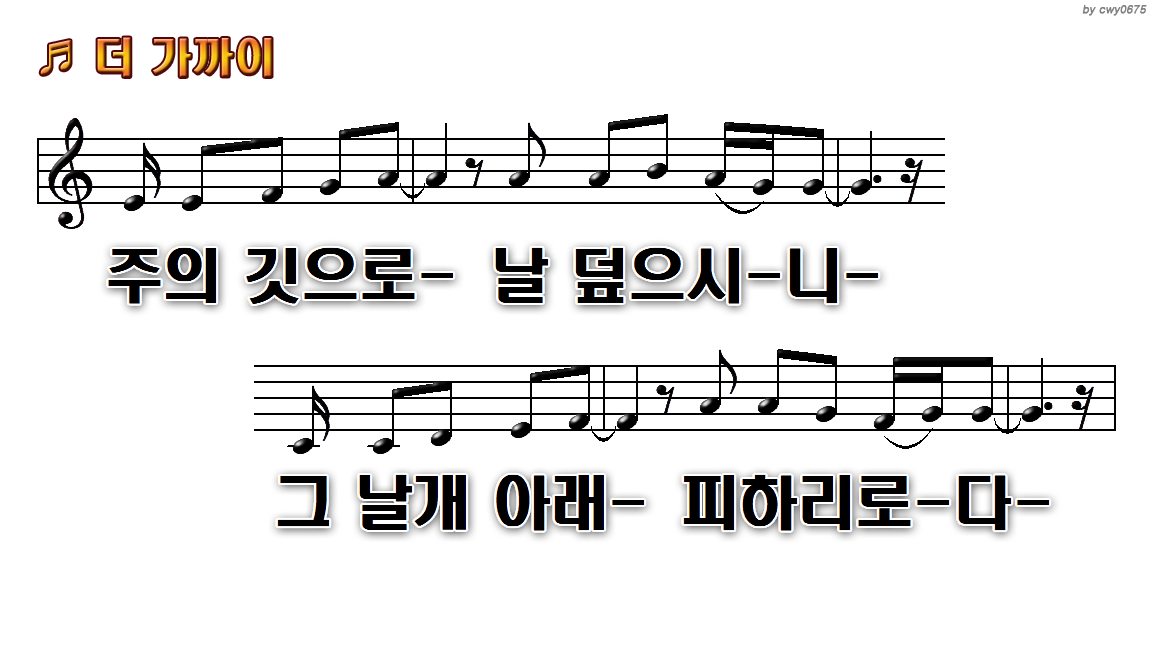 by cwy0675
♬ 더 가까이
주의 깃으로- 날 덮으시-니-
그 날개 아래- 피하리로-다-